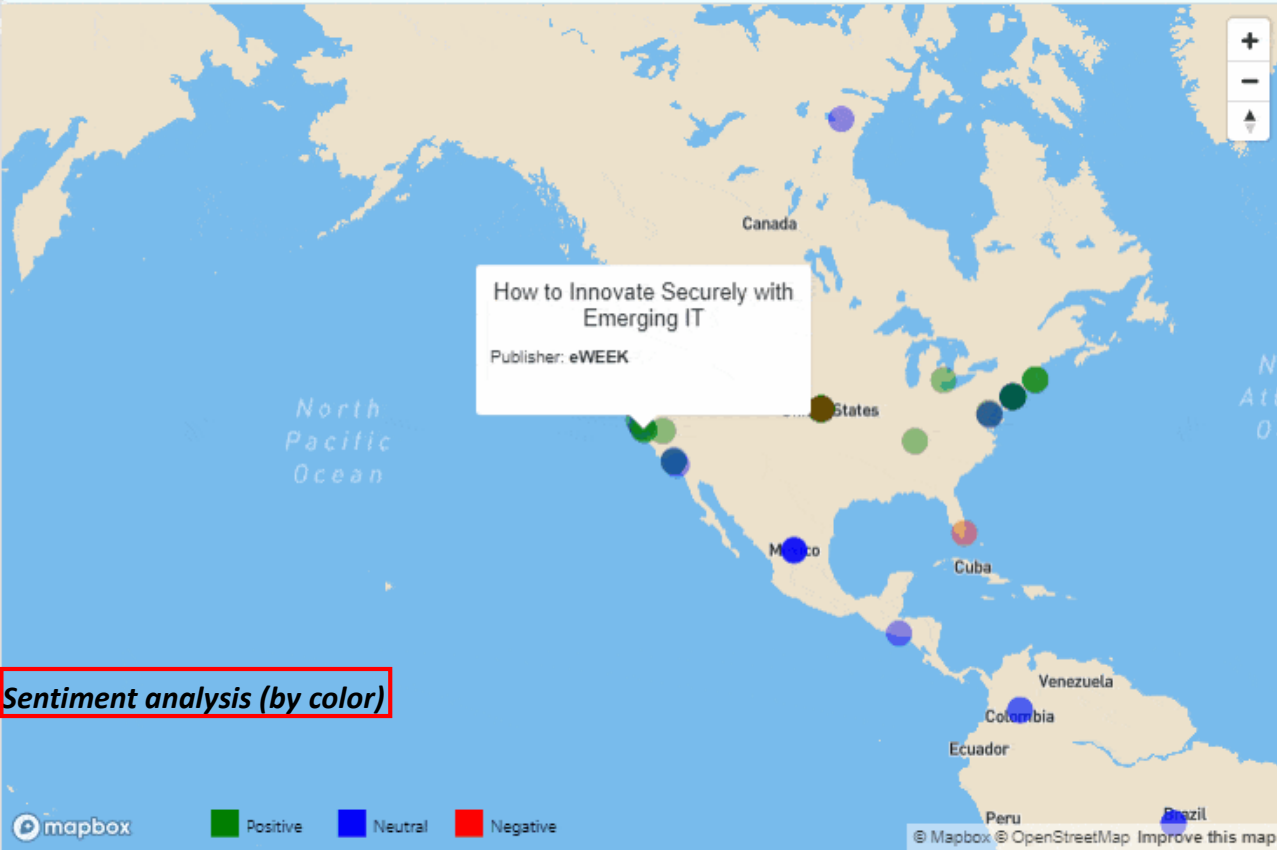 Canada
How to Innovate Securely with
Emerging IT
Publisher: eWEEK
States
North
Pacific
Ocean
Mexico
Cuba
Venezuela
Colombia
Ecuador
Peru
Brazil
Sentiment analysis (by color)
mapbox
Positive
Neutral
Negative
© Mapbox © OpenStreetMap Improve this map